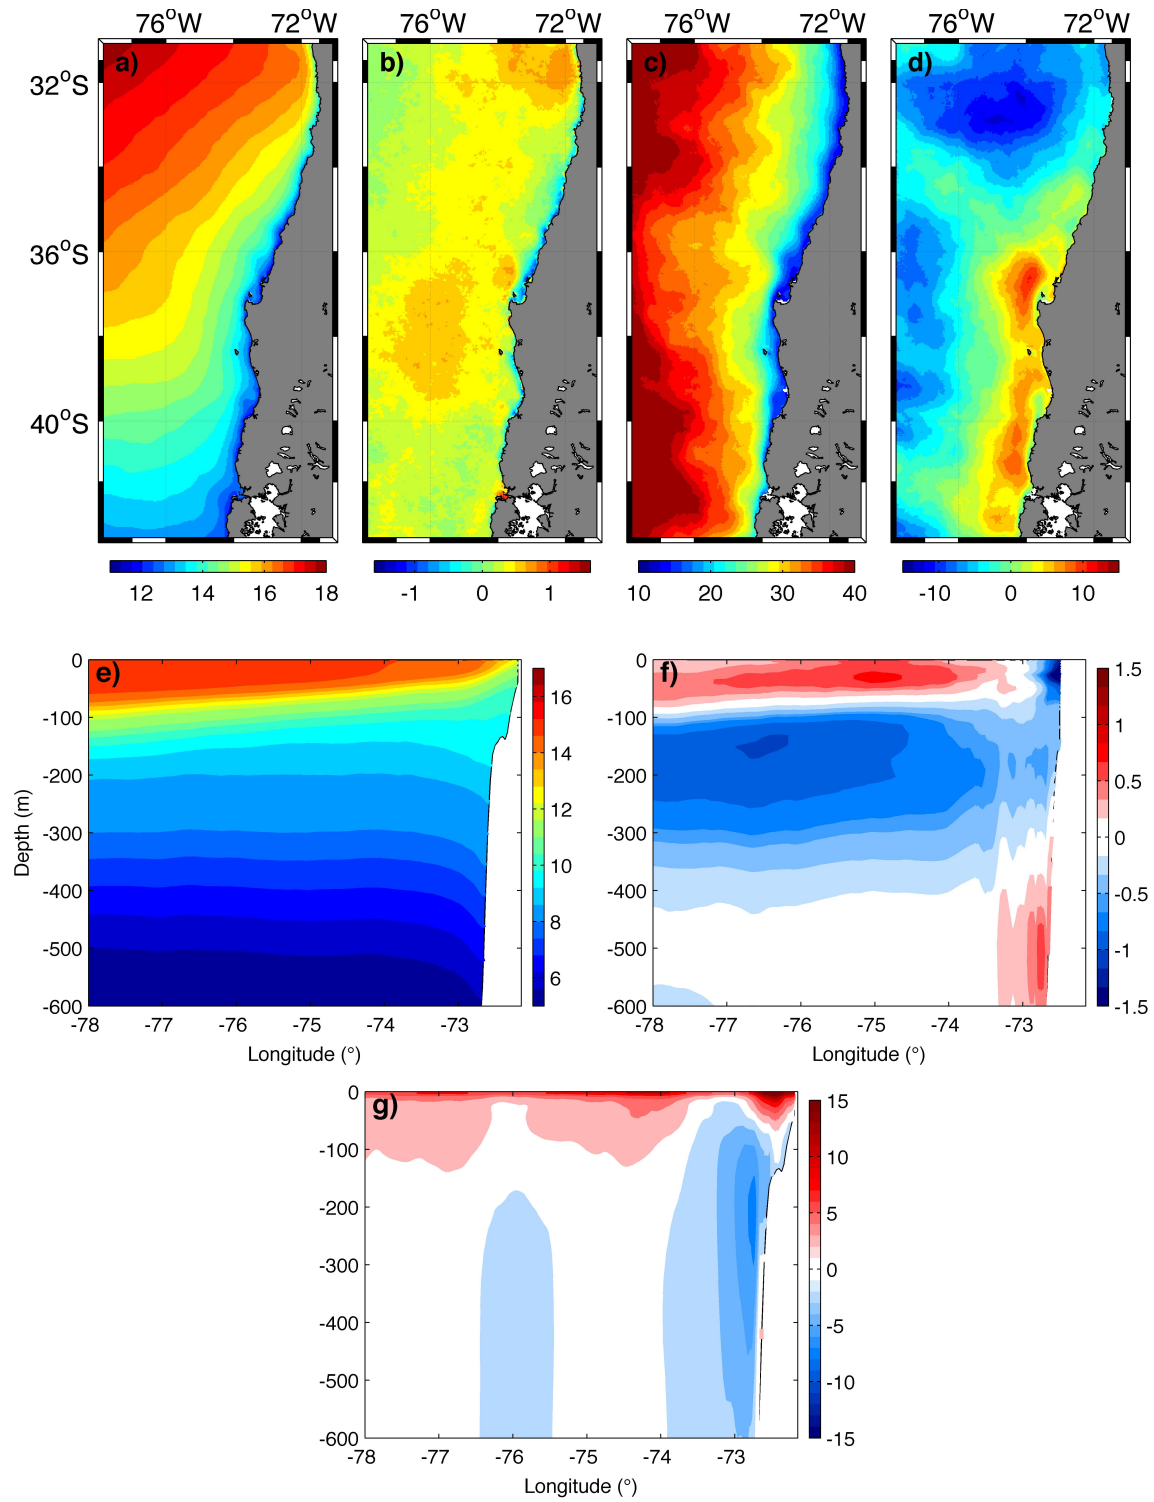 76°W 72°W 76°W 72°W 76°W 72°W 76°W 72°W
a) b) c) d)
32°S
36°S
40°S
12 14 16 18 -1 0 1 10 20 30 40 -10 0 10
e) f)
0 -100 -200 -300 -400 -500 -600
Depth (m)
-78 -77 -76 -75 -74 -73
Longitude (°)
16 14 12 10 8 6
0 -100 -200 -300 -400 -500 -600
-78 -77 -76 -75 -74 -73
Longitude (°)
1.5 1 0.5 0 -0.5 -1 -1.5
g)
0 -100 -200 -300 -400 -500 -600
-78 -77 -76 -75 -74 -73
Longitude (°)
15 10 5 0 -5 -10 -15